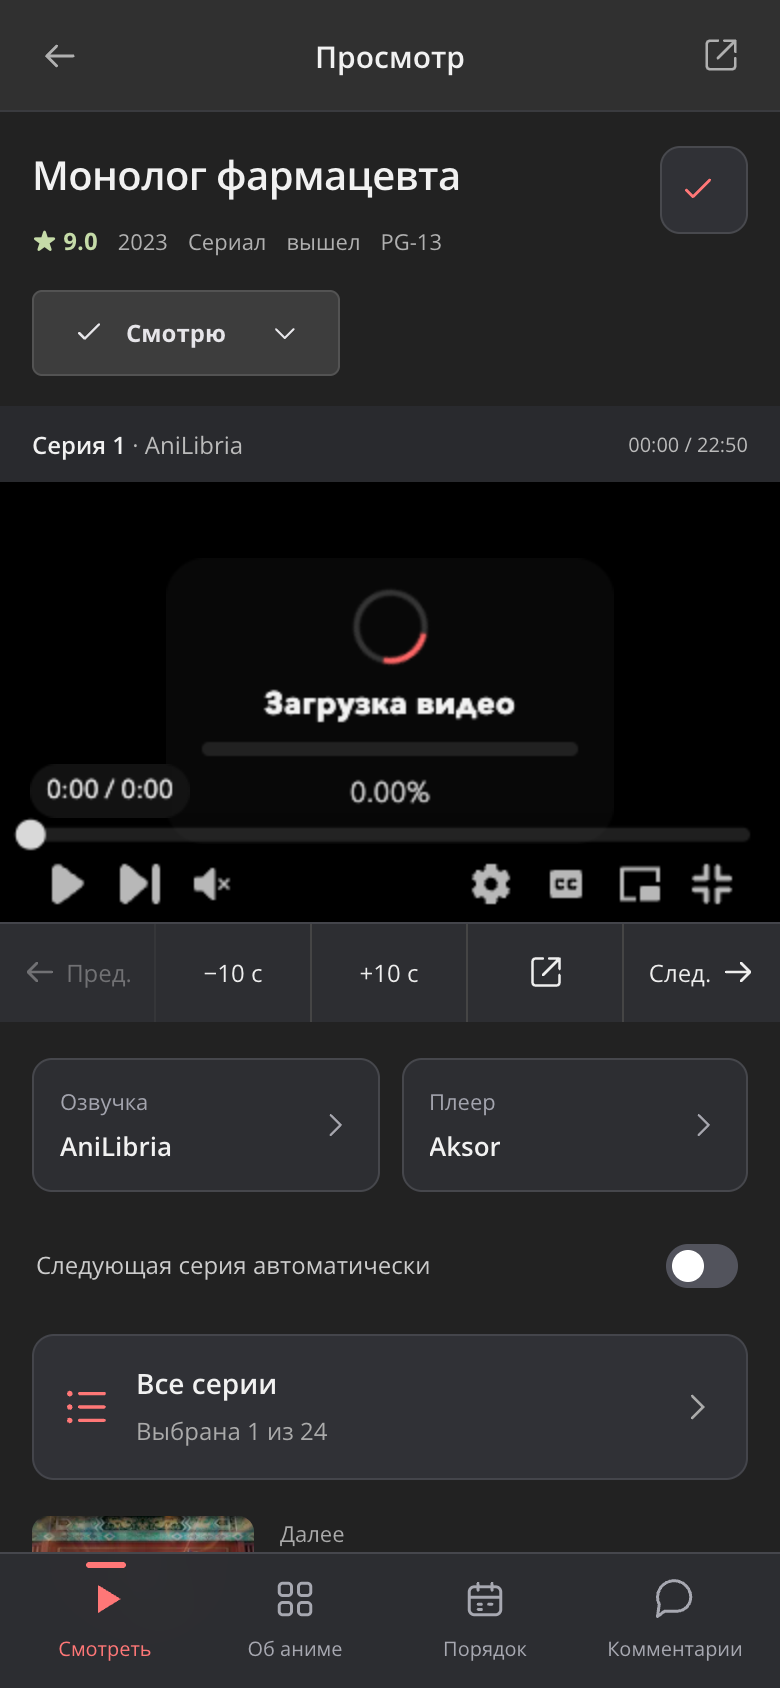 Просмотр
Монолог фармацевта
9.0 2023 Сериал вышел PG-13
Смотрю
Серия 1 · AniLibria 00:00 / 22:50
Загрузка видео
0:00 / 0:00 0.00%
CC
Пред. −10 с +10 с След.
Озвучка
AniLibria
Плеер
Aksor
Следующая серия автоматически
Все серии
Выбрана 1 из 24
Далее
Смотреть Об аниме Порядок Комментарии